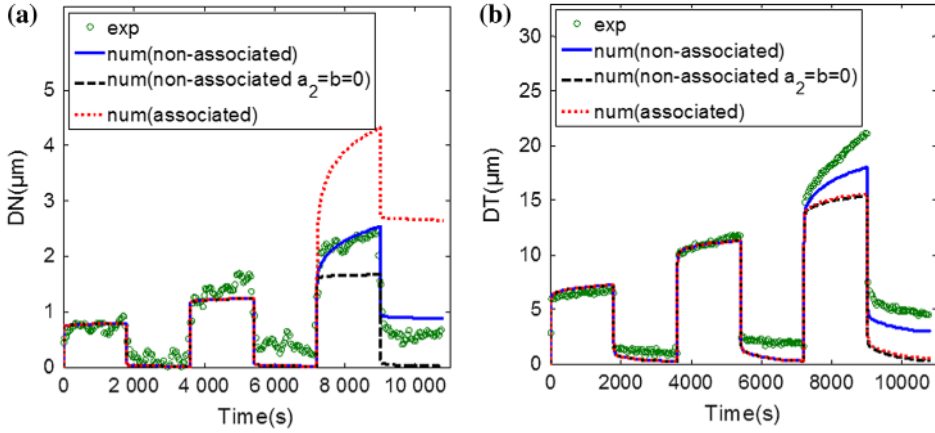 (a)
exp
num(non-associated)
num(non-associated a2=b=0)
num(associated)
DN(µm)
5
4
3
2
1
0
0 2 000 4 000 6 000 8 000 10 000
Time(s)
(b)
exp
num(non-associated)
num(non-associated a2=b=0)
num(associated)
DT(µm)
30
25
20
15
10
5
0
0 2000 4000 6000 8000 10000
Time(s)